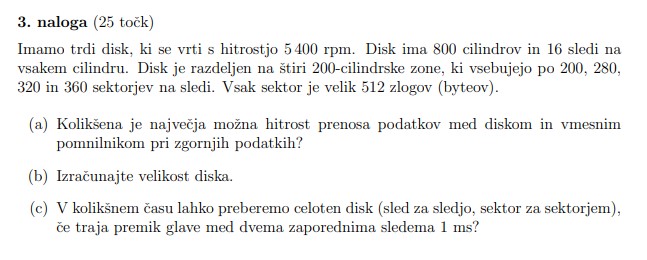 3. naloga (25 točk)
Imamo trdi disk, ki se vrti s hitrostjo 5 400 rpm. Disk ima 800 cilindrov in 16 sledi na
vsakem cilindru. Disk je razdeljen na štiri 200-cilindrske zone, ki vsebujejo po 200, 280,
320 in 360 sektorjev na sledi. Vsak sektor je velik 512 zlogov (byteov).
(a) Kolikšena je največja možna hitrost prenosa podatkov med diskom in vmesnim
pomnilnikom pri zgornjih podatkih?
(b) Izračunajte velikost diska.
(c) V kolikšnem času lahko preberemo celoten disk (sled za sledjo, sektor za sektorjem),
če traja premik glave med dvema zaporednima sledema 1 ms?